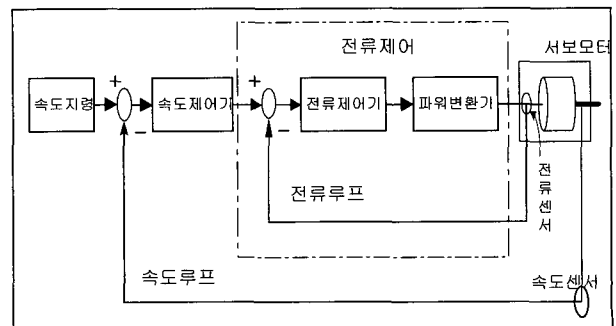 전류제어
서보모터
+
+
속도지령
속도제어기
전류제어기
파워변환기
−
−
전류센서
전류루프
속도루프
속도센서